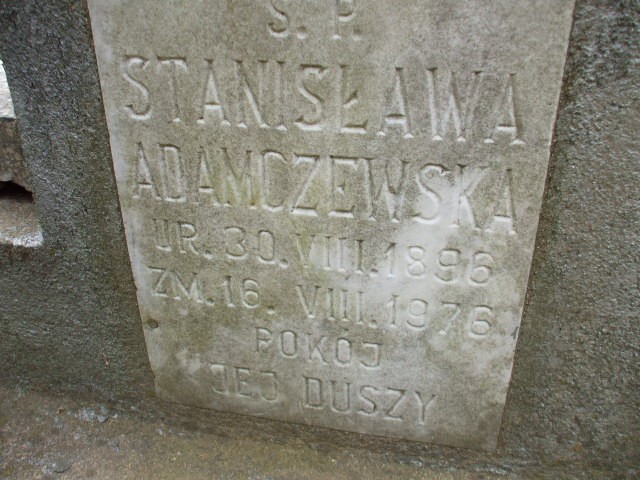 Ś. P.
STANISŁAWA
ADAMCZEWSKA
UR. 30. VIII. 1896
ZM. 16. VIII. 1976
POKÓJ
JEJ DUSZY